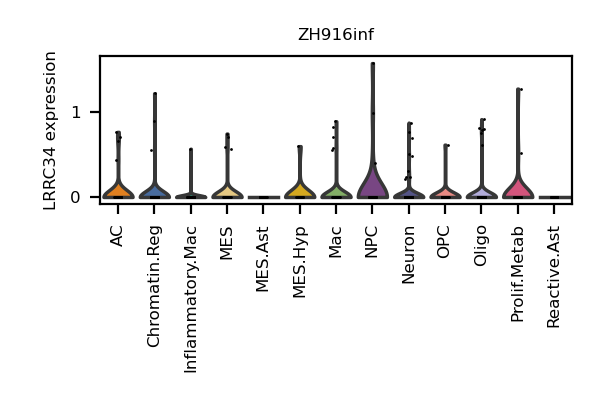 ZH916inf
LRRC34 expression
1
0
AC
Chromatin.Reg
Inflammatory.Mac
MES
MES.Ast
MES.Hyp
Mac
NPC
Neuron
OPC
Oligo
Prolif.Metab
Reactive.Ast